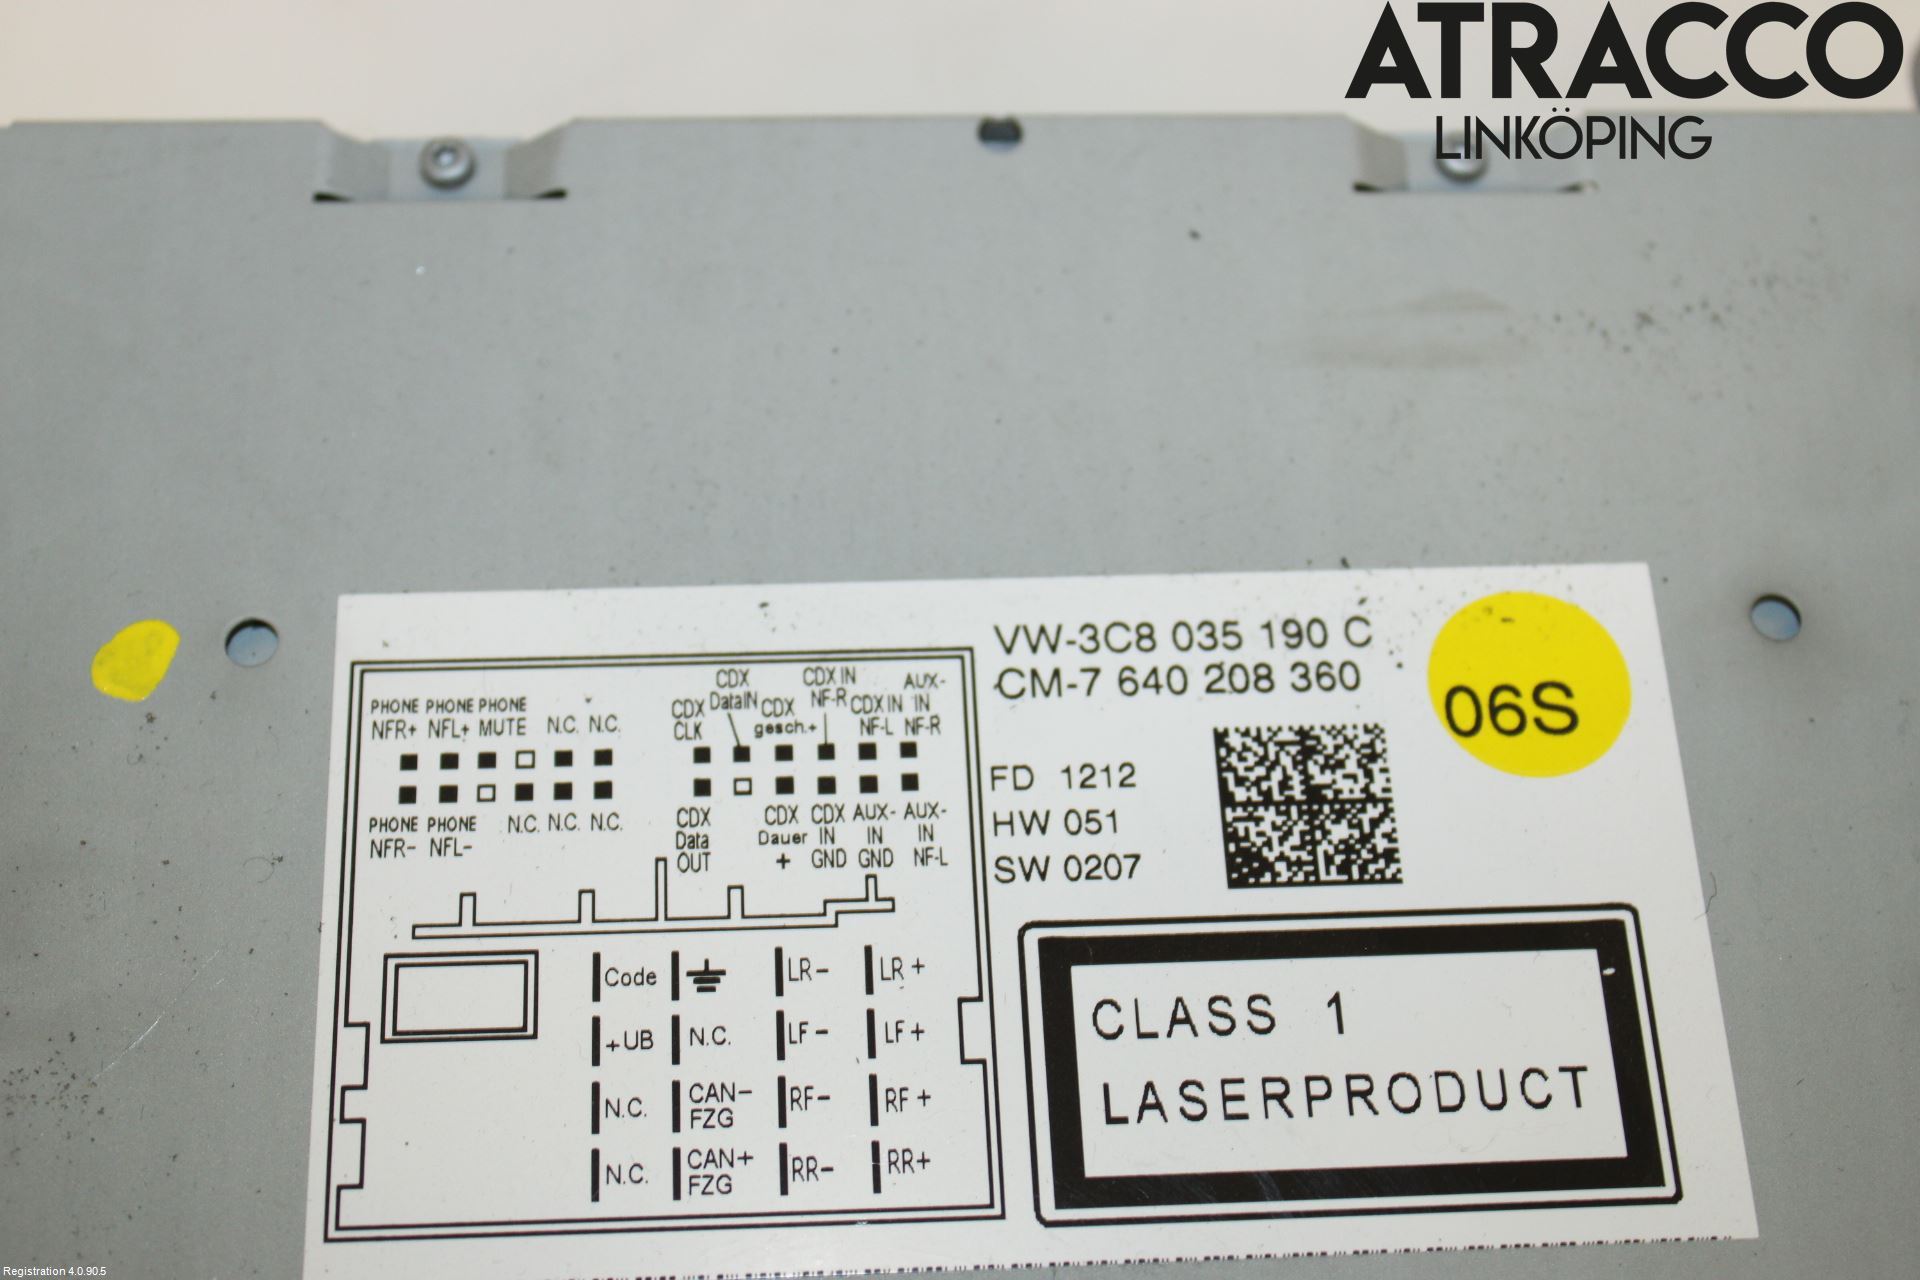 ATRACCO
LINKÖPING
VW-3C8 035 190 C
CM-7 640 208 360
06S
FD 1212
HW 051
SW 0207
CLASS 1
LASERPRODUCT
PHONE PHONE PHONE
NFR+ NFL+ MUTE N.C. N.C.
PHONE PHONE
NFR- NFL- N.C. N.C. N.C.
CDX
CLK
CDX
DataIN
CDX
gesch.+
CDX IN
NF-R
CDX IN
NF-L
AUX-
IN
NF-R
CDX
Data
OUT
CDX
Dauer
+
CDX
IN
GND
AUX-
IN
GND
AUX-
IN
NF-L
Code LR- LR+
+UB N.C. LF- LF+
N.C. CAN-
FZG RF- RF+
N.C. CAN+
FZG RR- RR+
Registration 4.0.90.5